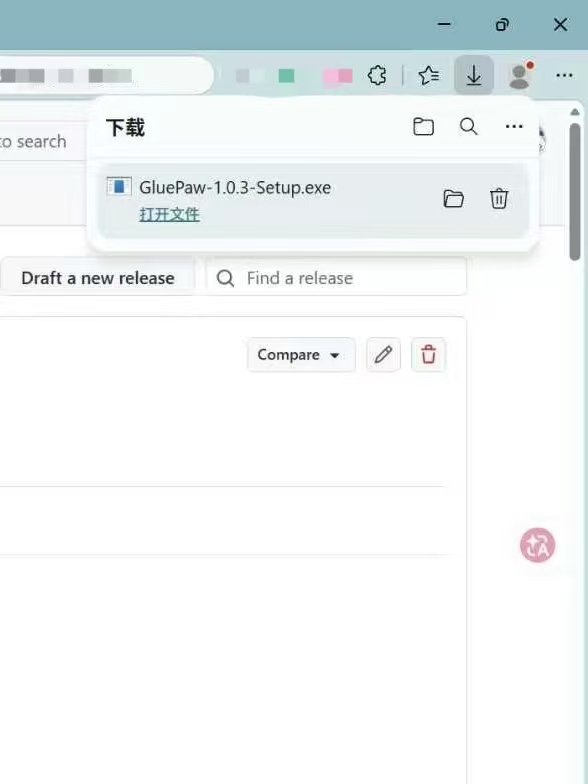 to search
下载
GluePaw-1.0.3-Setup.exe
打开文件
Draft a new release
Find a release
Compare